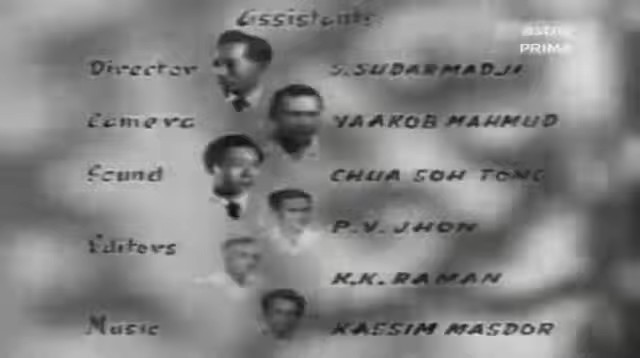 Assistants
astro
PRIMA
Director S. SUDARMADJI
Camera YAAKOB MAHMUD
Sound CHUA SOH TONG
P.V. JHON
Editors
K.K. RAMAN
Music KASSIM MASDOR